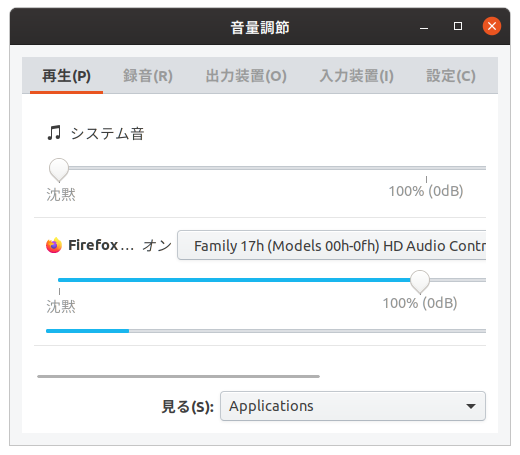 音量調節
再生(P) 録音(R) 出力装置(O) 入力装置(I) 設定(C)
システム音
沈黙 100% (0dB)
Firefox… オン Family 17h (Models 00h-0fh) HD Audio Contr
沈黙 100% (0dB)
見る(S): Applications